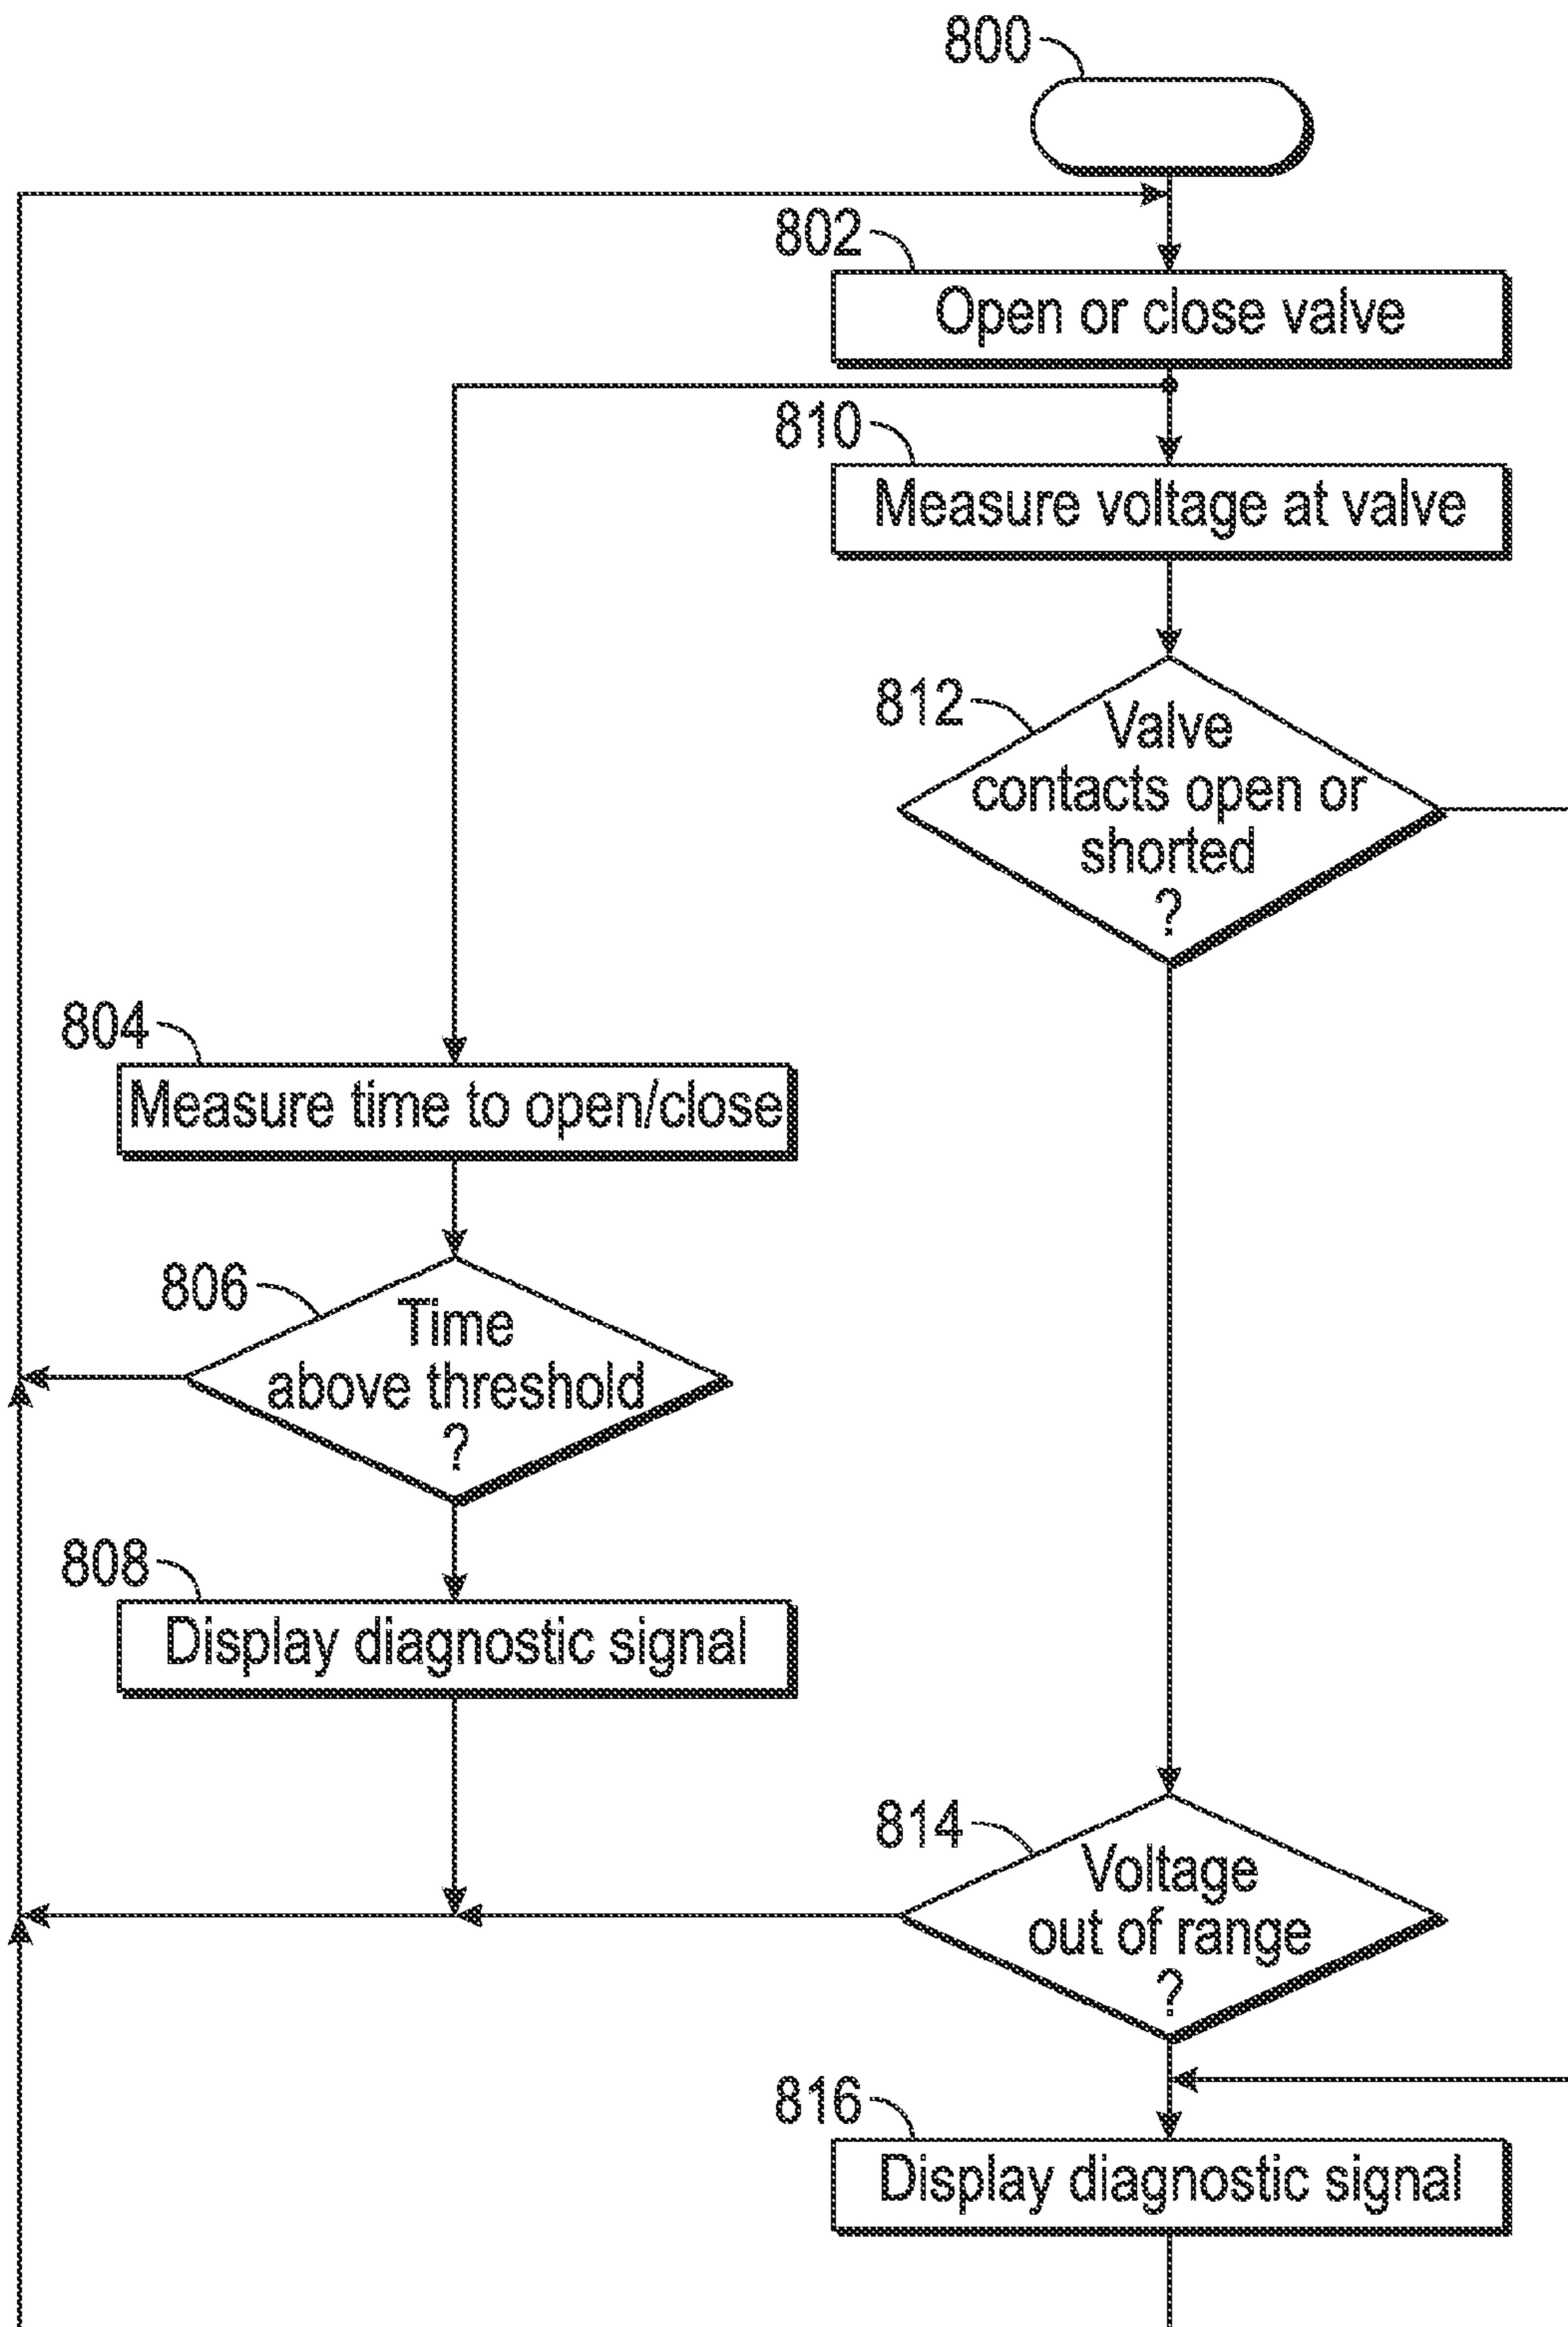 800
802
Open or close valve
810
Measure voltage at valve
812
Valve
contacts open or
shorted
?
804
Measure time to open/close
806
Time
above threshold
?
808
Display diagnostic signal
814
Voltage
out of range
?
816
Display diagnostic signal